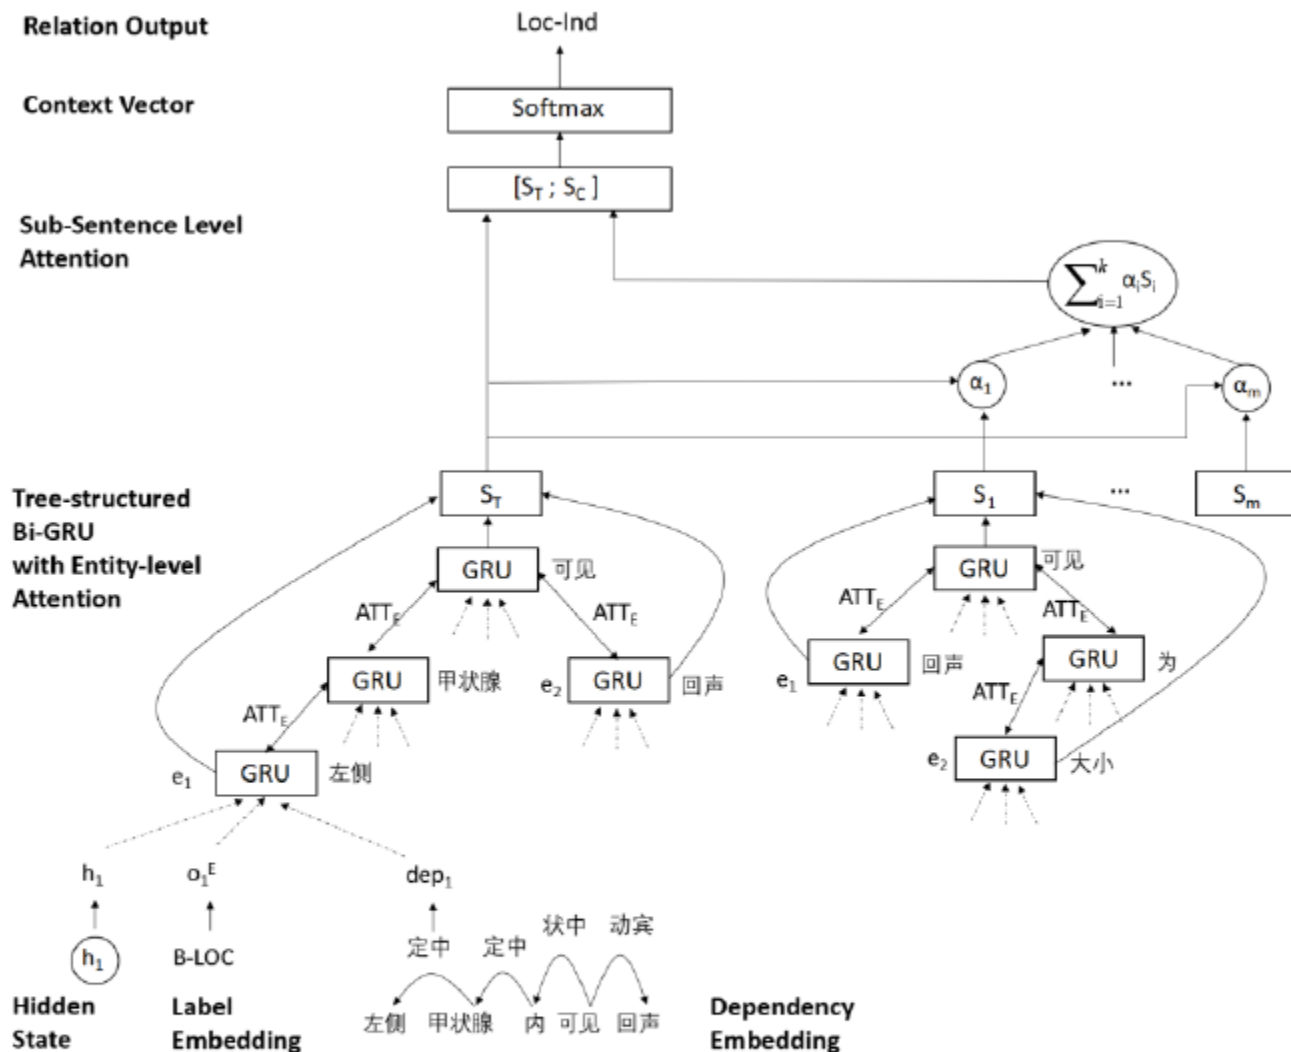 Relation Output
Loc-Ind
Context Vector
Softmax
[S_T ; S_C ]
Sub-Sentence Level
Attention
∑_{i=1}^{k} α_i S_i
α_1
...
α_m
Tree-structured
Bi-GRU
with Entity-level
Attention
S_T
S_1
...
S_m
GRU
可见
ATT_E
ATT_E
GRU
甲状腺
e_2
GRU
回声
ATT_E
e_1
GRU
左侧
GRU
可见
ATT_E
ATT_E
e_1
GRU
回声
GRU
为
ATT_E
e_2
GRU
大小
h_1
o_1^E
dep_1
h_1
B-LOC
定中
定中
状中
动宾
左侧
甲状腺
内
可见
回声
Hidden
State
Label
Embedding
Dependency
Embedding